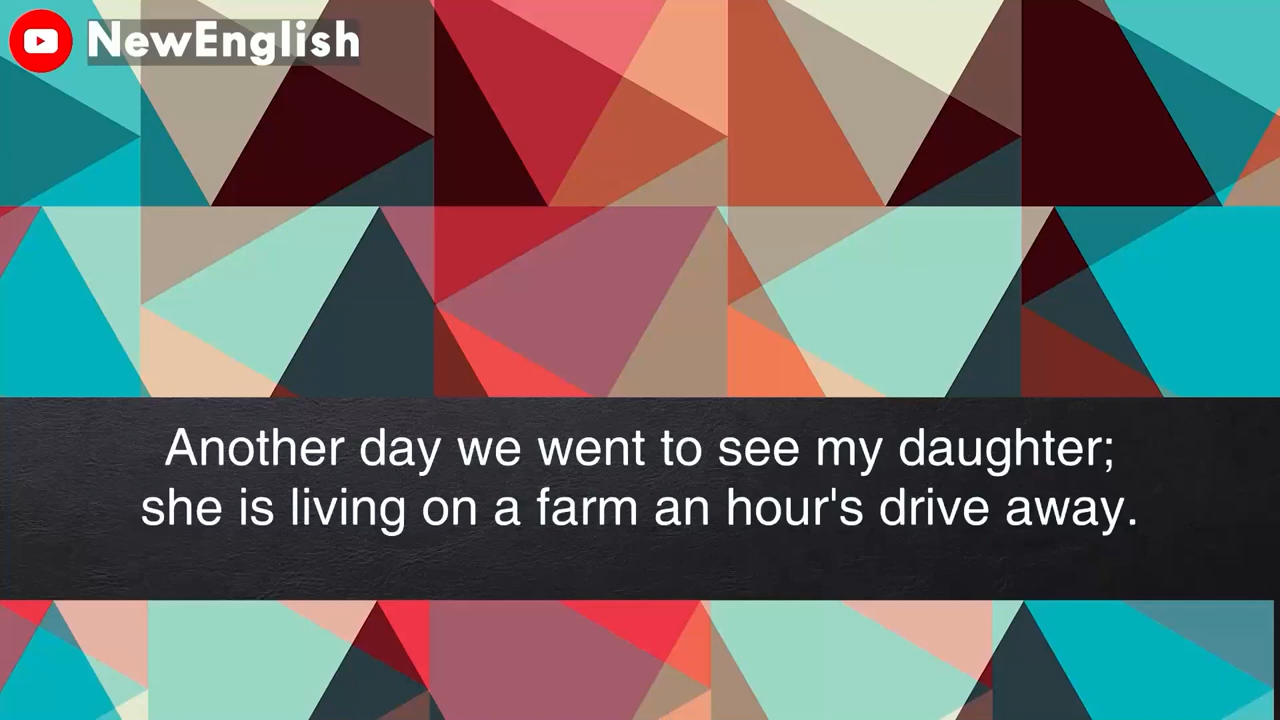 NewEnglish
Another day we went to see my daughter;
she is living on a farm an hour's drive away.